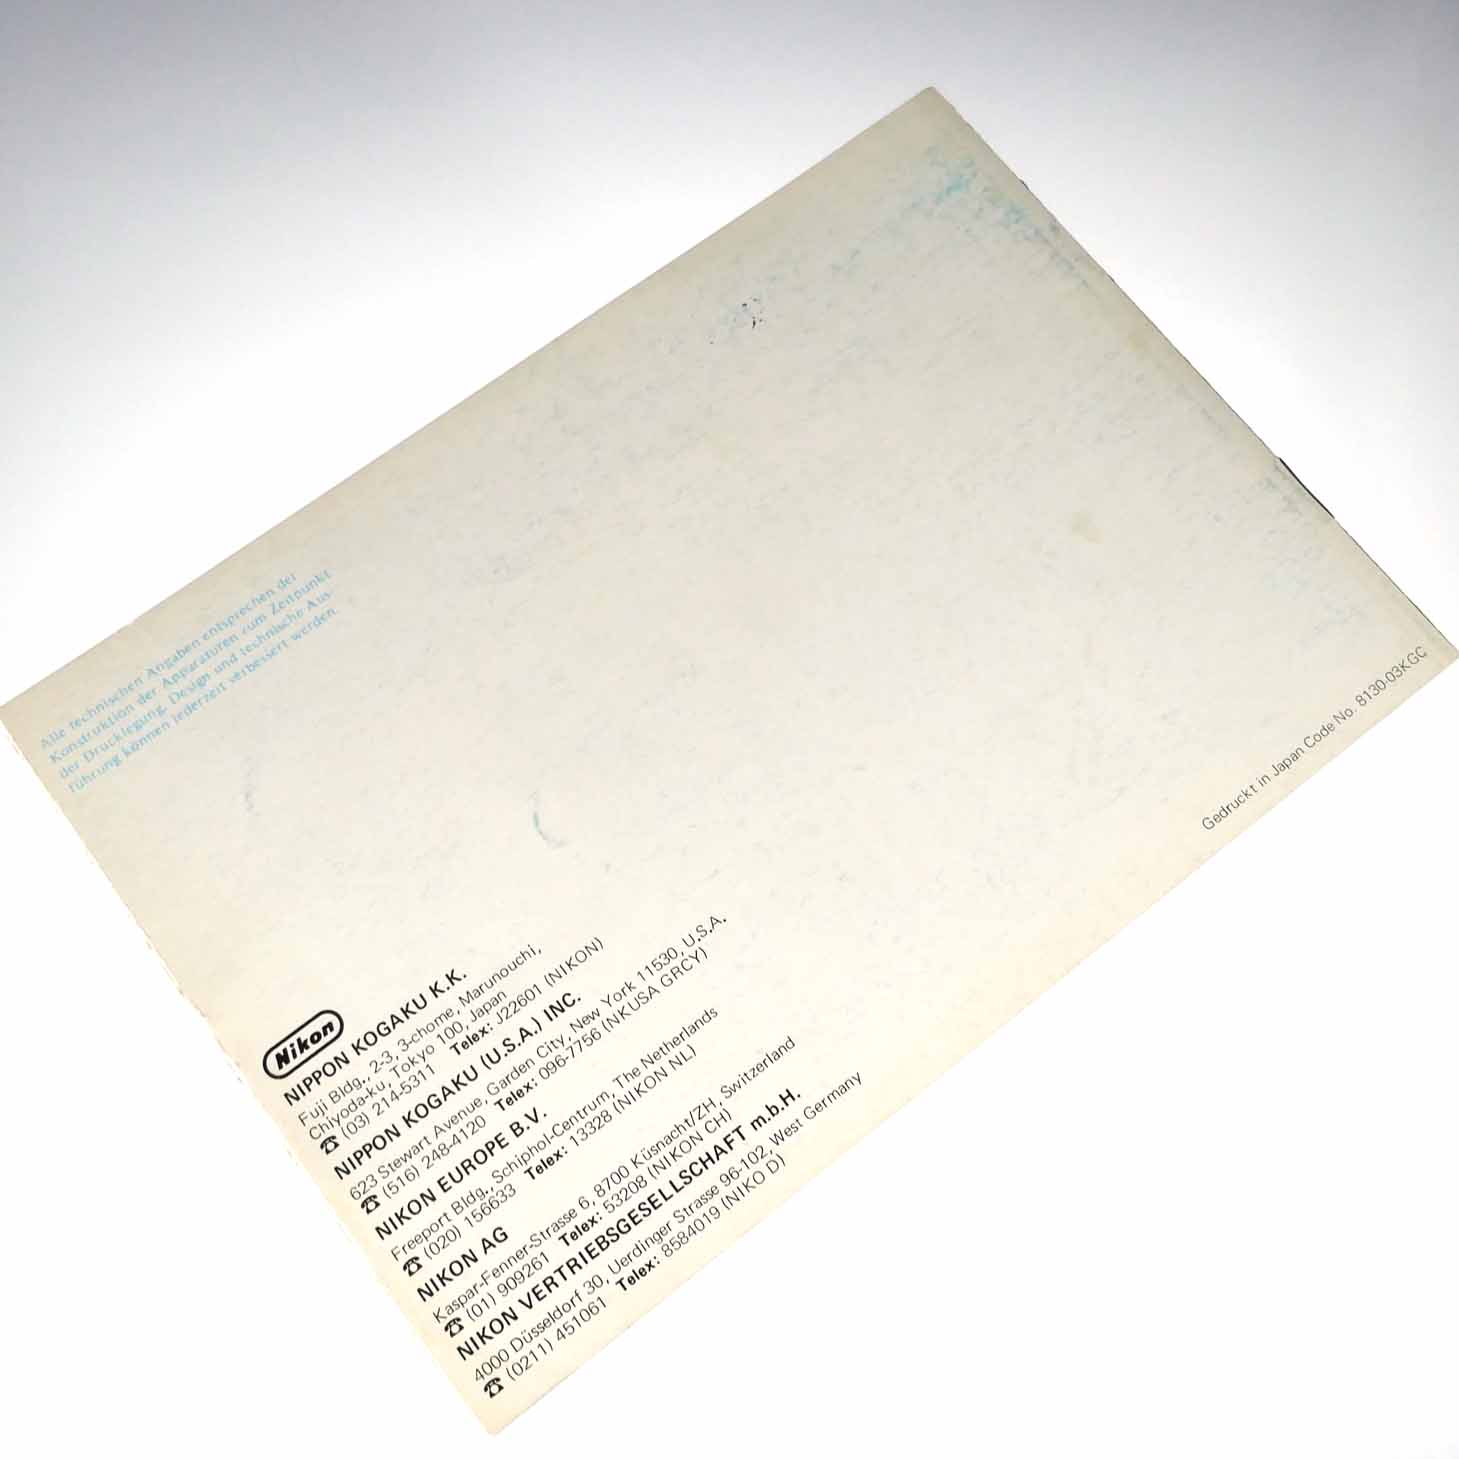 Alle technischen Angaben entsprechen der
Konstruktion der Apparaturen zum Zeitpunkt
der Drucklegung. Design und technische Aus-
führung können jederzeit verbessert werden.
Nikon
NIPPON KOGAKU K.K.
Fuji Bldg., 2-3, 3-chome, Marunouchi,
Chiyoda-ku, Tokyo 100, Japan
☎ (03) 214-5311 Telex: J22601 (NIKON)
NIPPON KOGAKU (U.S.A.) INC.
623 Stewart Avenue, Garden City, New York 11530, U.S.A.
☎ (516) 248-4120 Telex: 096-7756 (NKUSA GRCY)
NIKON EUROPE B.V.
Freeport Bldg., Schiphol-Centrum, The Netherlands
☎ (020) 156633 Telex: 13328 (NIKON NL)
NIKON AG
Kaspar-Fenner-Strasse 6, 8700 Küsnacht/ZH, Switzerland
☎ (01) 909261 Telex: 53208 (NIKON CH)
NIKON VERTRIEBSGESELLSCHAFT m.b.H.
4000 Düsseldorf 30, Uerdinger Strasse 96-102, West Germany
☎ (0211) 451061 Telex: 8584019 (NIKO D)
Gedruckt in Japan Code No. 8130-03KGC